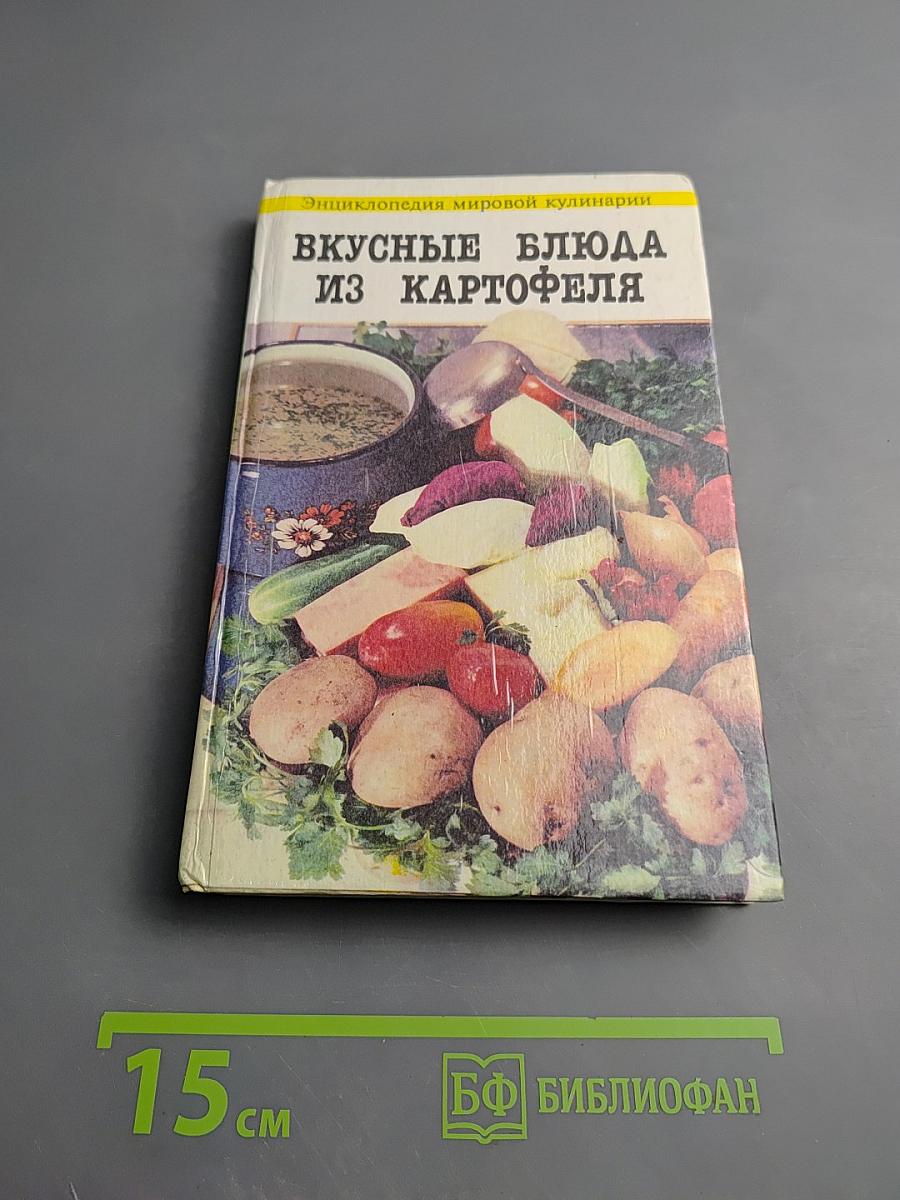 Энциклопедия мировой кулинарии
ВКУСНЫЕ БЛЮДА
ИЗ КАРТОФЕЛЯ
15 см
БФ БИБЛИОФАН